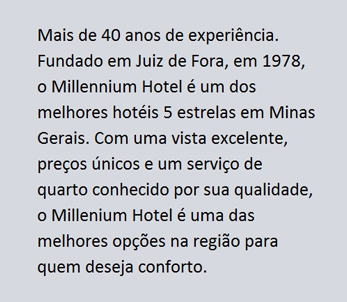 Mais de 40 anos de experiência.
Fundado em Juiz de Fora, em 1978,
o Millennium Hotel é um dos
melhores hotéis 5 estrelas em Minas
Gerais. Com uma vista excelente,
preços únicos e um serviço de
quarto conhecido por sua qualidade,
o Millenium Hotel é uma das
melhores opções na região para
quem deseja conforto.